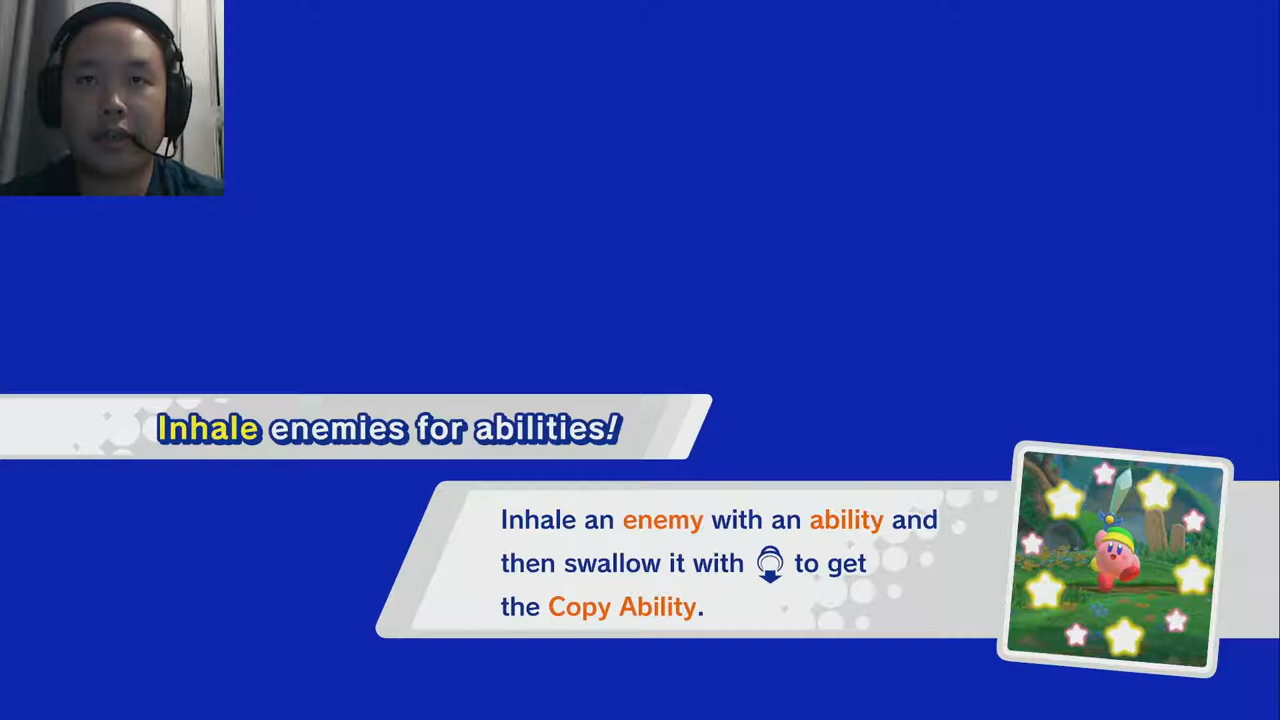 Inhale enemies for abilities!
Inhale an enemy with an ability and
then swallow it with to get
the Copy Ability.